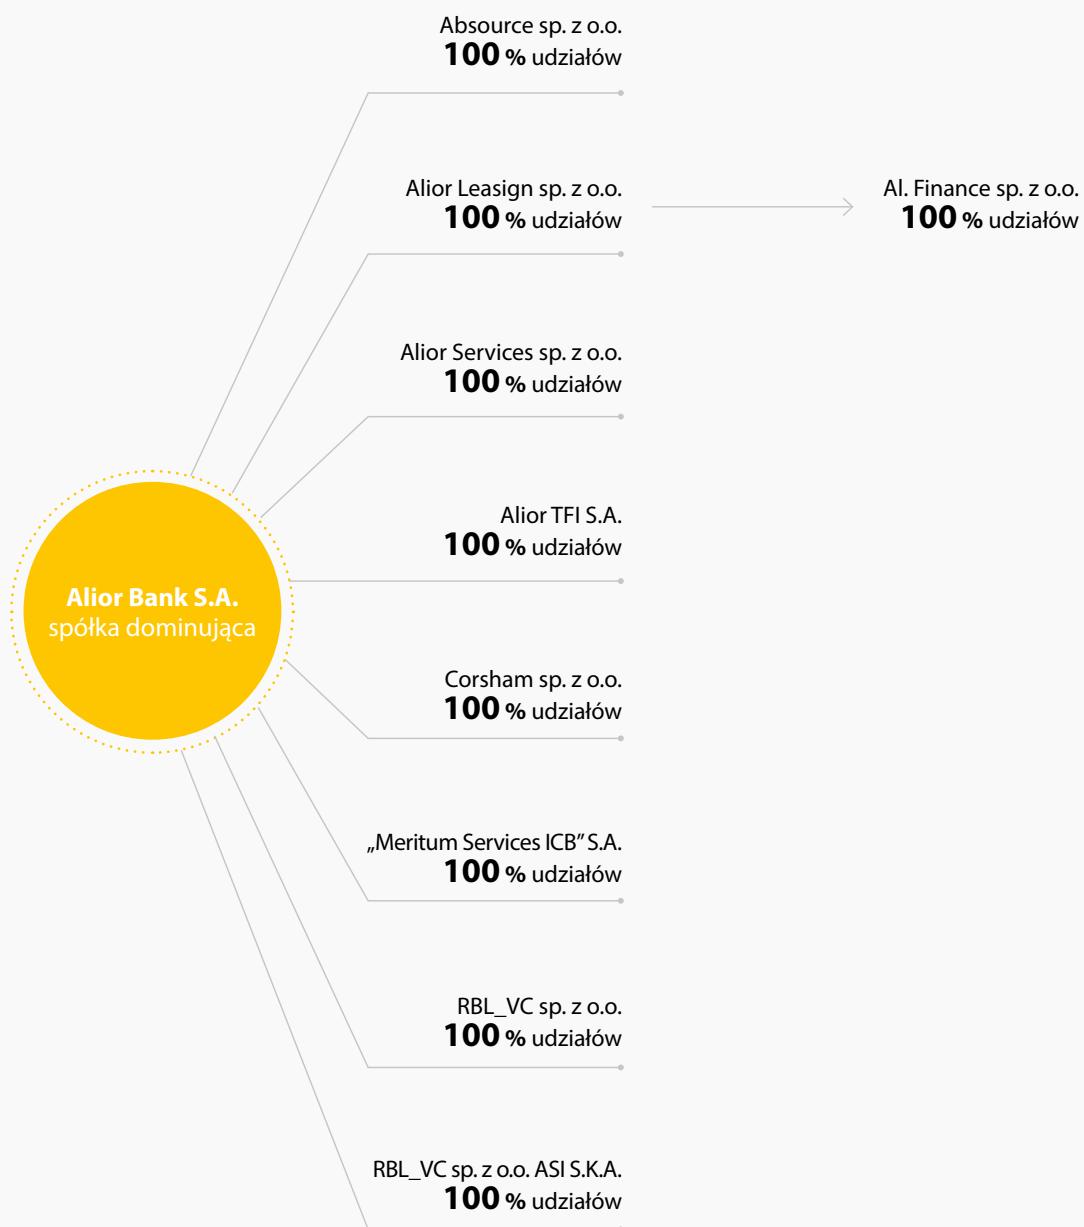 Absource sp. z o.o.
100 % udziałów
Alior Leasign sp. z o.o.
100 % udziałów
Al. Finance sp. z o.o.
100 % udziałów
Alior Services sp. z o.o.
100 % udziałów
Alior TFI S.A.
100 % udziałów
Alior Bank S.A.
spółka dominująca
Corsham sp. z o.o.
100 % udziałów
„Meritum Services ICB” S.A.
100 % udziałów
RBL_VC sp. z o.o.
100 % udziałów
RBL_VC sp. z o.o. ASI S.K.A.
100 % udziałów